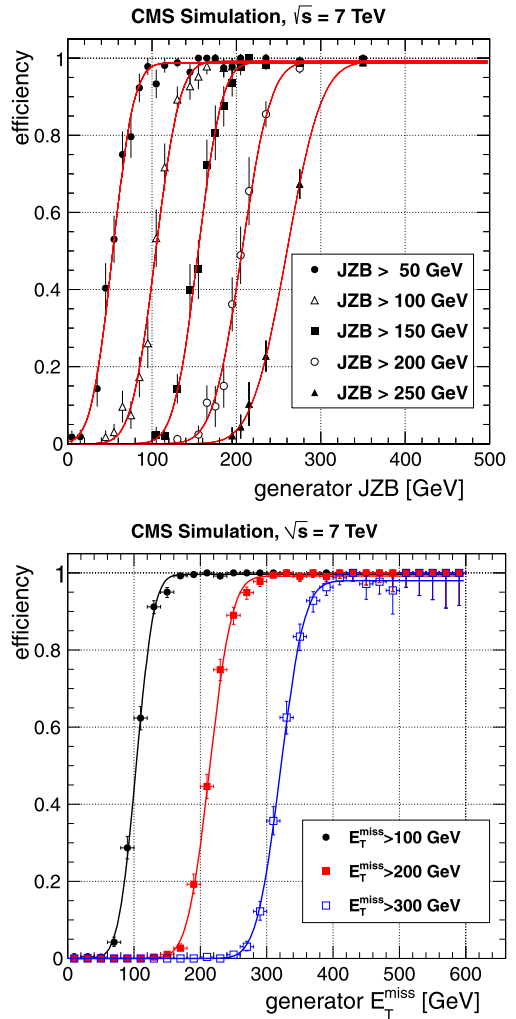 CMS Simulation, √s = 7 TeV
efficiency
1
0.8
0.6
0.4
0.2
0
JZB > 50 GeV
JZB > 100 GeV
JZB > 150 GeV
JZB > 200 GeV
JZB > 250 GeV
0 100 200 300 400 500
generator JZB [GeV]
CMS Simulation, √s = 7 TeV
efficiency
1
0.8
0.6
0.4
0.2
0
E_T^miss>100 GeV
E_T^miss>200 GeV
E_T^miss>300 GeV
0 100 200 300 400 500 600
generator E_T^miss [GeV]